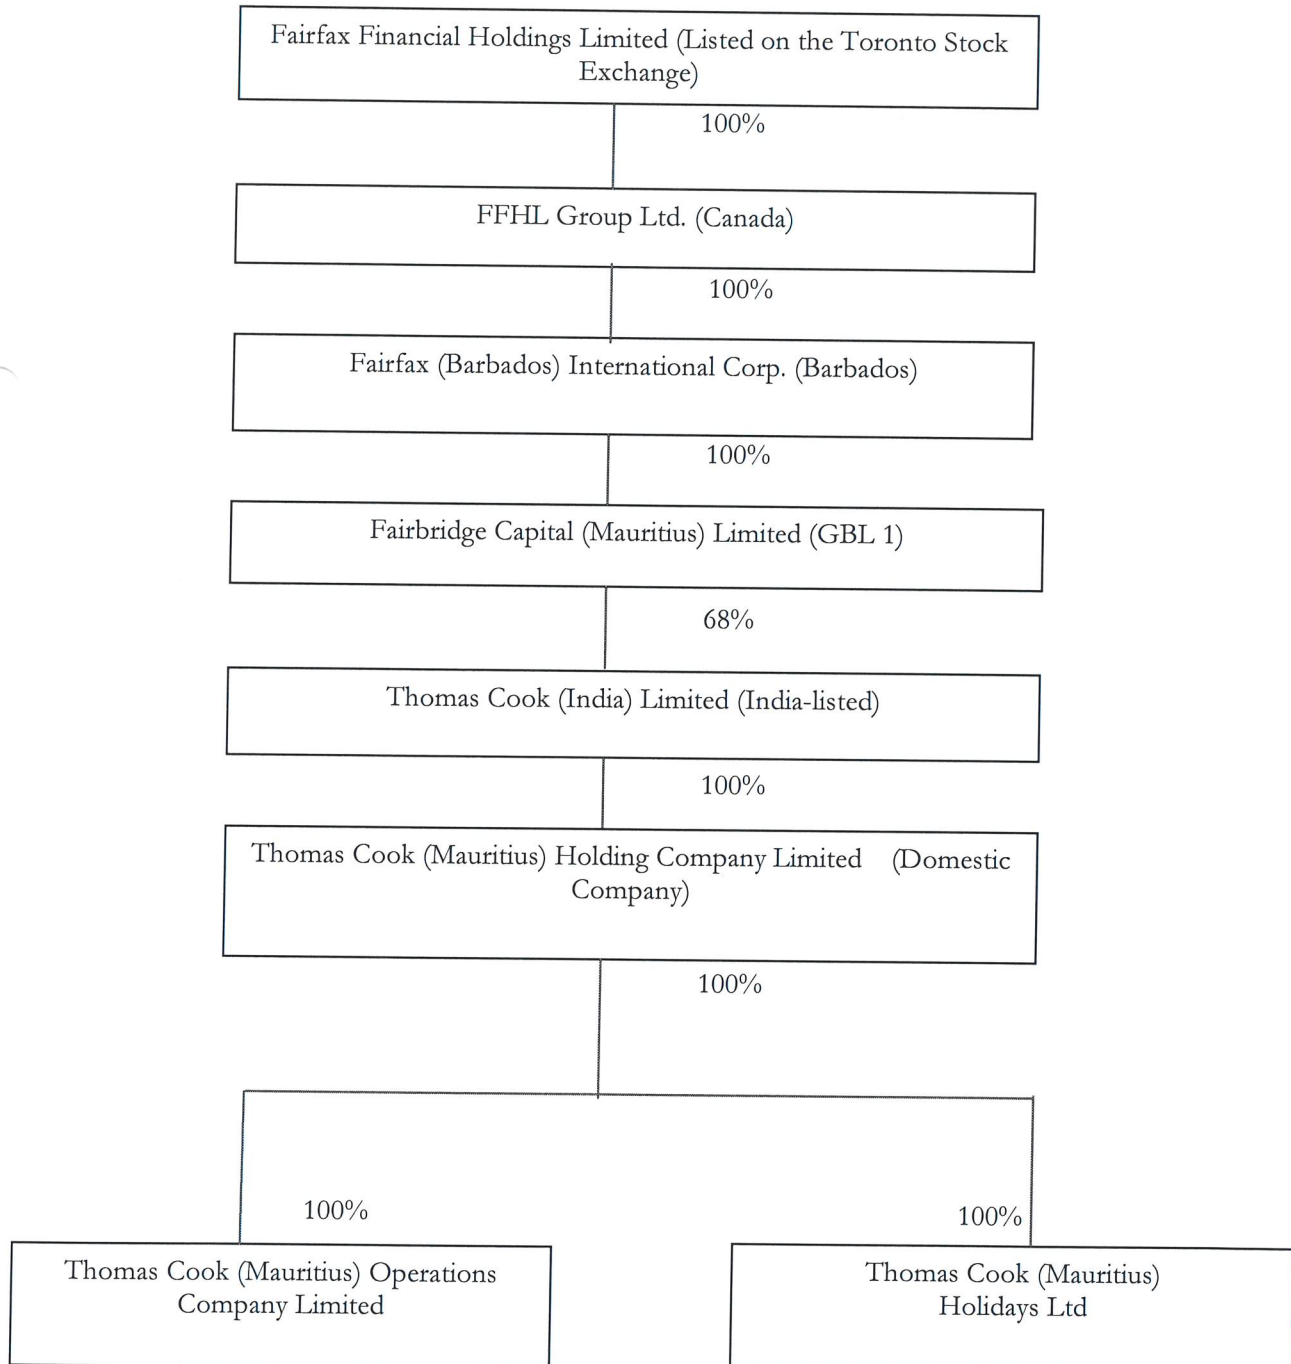 Fairfax Financial Holdings Limited (Listed on the Toronto Stock
Exchange)
100%
FFHL Group Ltd. (Canada)
100%
Fairfax (Barbados) International Corp. (Barbados)
100%
Fairbridge Capital (Mauritius) Limited (GBL 1)
68%
Thomas Cook (India) Limited (India-listed)
100%
Thomas Cook (Mauritius) Holding Company Limited (Domestic
Company)
100%
100%
100%
Thomas Cook (Mauritius) Operations
Company Limited
Thomas Cook (Mauritius)
Holidays Ltd